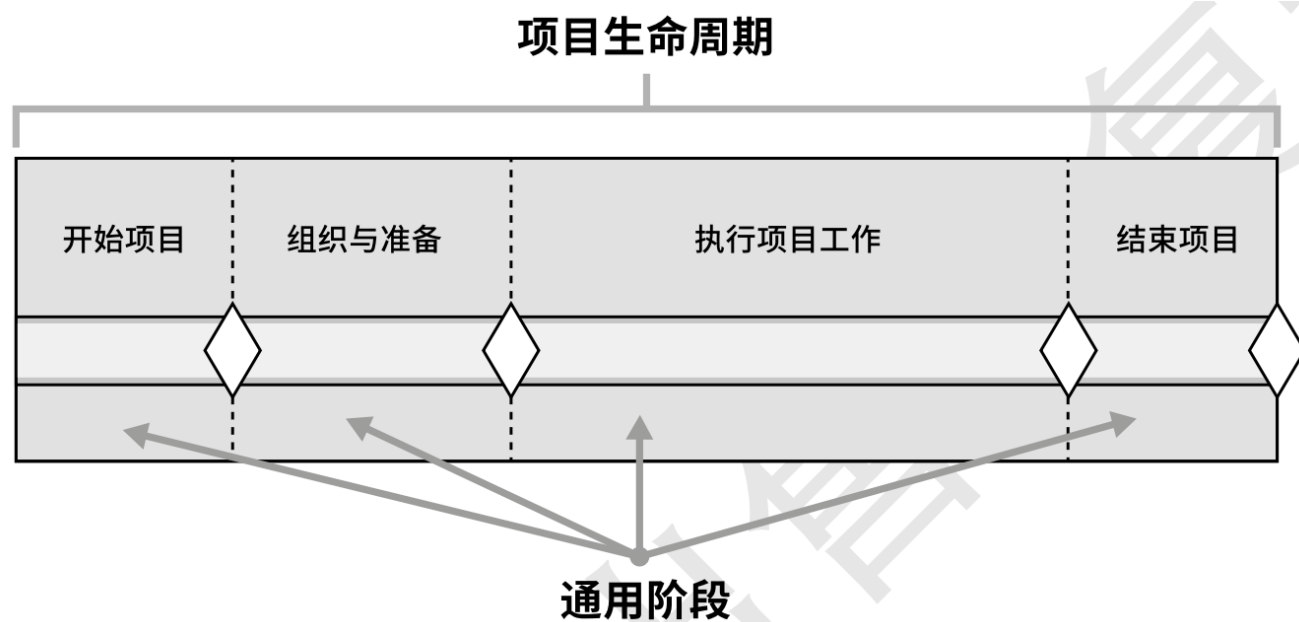 项目生命周期
开始项目
组织与准备
执行项目工作
结束项目
通用阶段